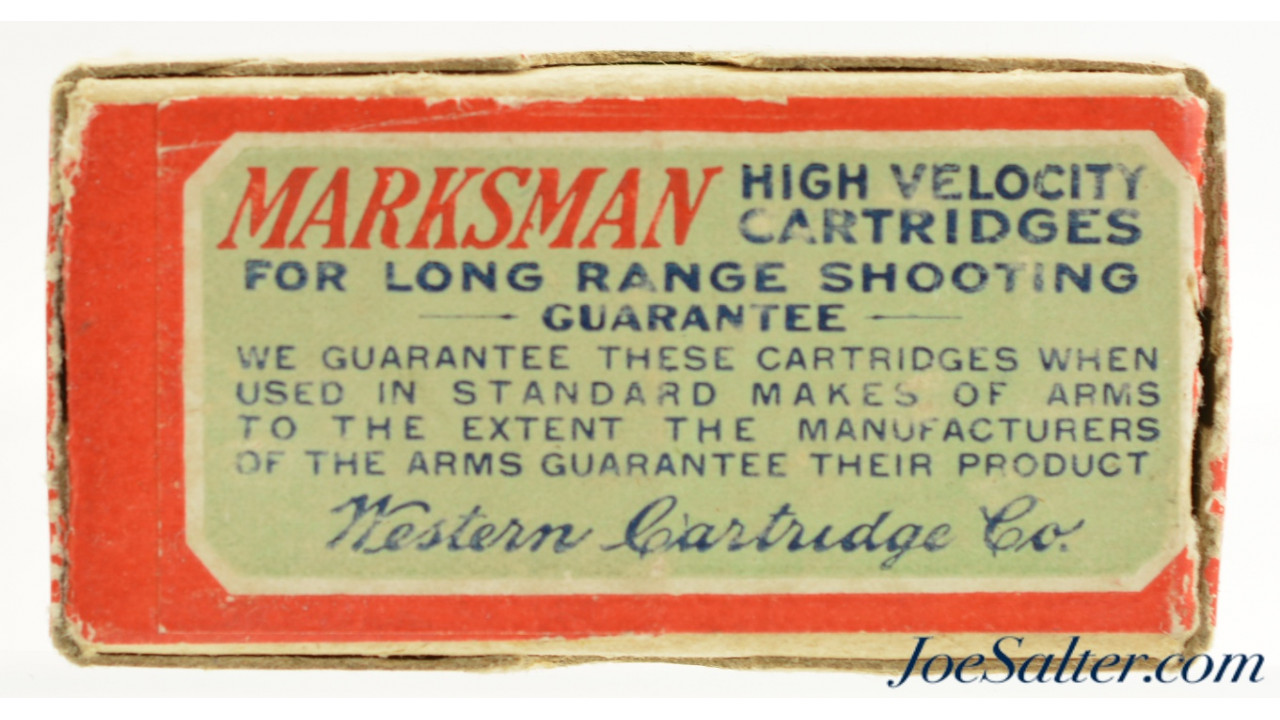 MARKSMAN HIGH VELOCITY
CARTRIDGES
FOR LONG RANGE SHOOTING
GUARANTEE
WE GUARANTEE THESE CARTRIDGES WHEN
USED IN STANDARD MAKES OF ARMS
TO THE EXTENT THE MANUFACTURERS
OF THE ARMS GUARANTEE THEIR PRODUCT
Western Cartridge Co.
JoeSalter.com